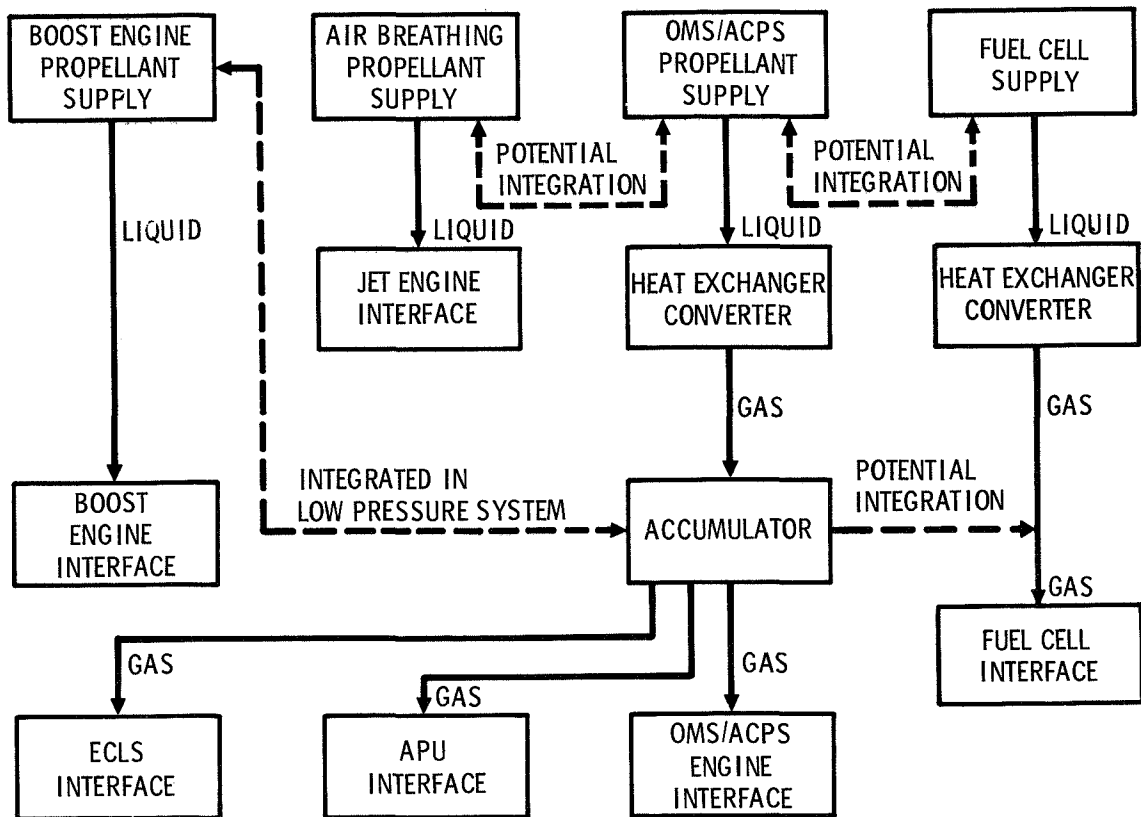 BOOST ENGINE
PROPELLANT
SUPPLY
AIR BREATHING
PROPELLANT
SUPPLY
OMS/ACPS
PROPELLANT
SUPPLY
FUEL CELL
SUPPLY
POTENTIAL
INTEGRATION
POTENTIAL
INTEGRATION
LIQUID
LIQUID
LIQUID
LIQUID
JET ENGINE
INTERFACE
HEAT EXCHANGER
CONVERTER
HEAT EXCHANGER
CONVERTER
GAS
GAS
BOOST
ENGINE
INTERFACE
INTEGRATED IN
LOW PRESSURE SYSTEM
ACCUMULATOR
POTENTIAL
INTEGRATION
GAS
FUEL CELL
INTERFACE
GAS
GAS
GAS
ECLS
INTERFACE
APU
INTERFACE
OMS/ACPS
ENGINE
INTERFACE